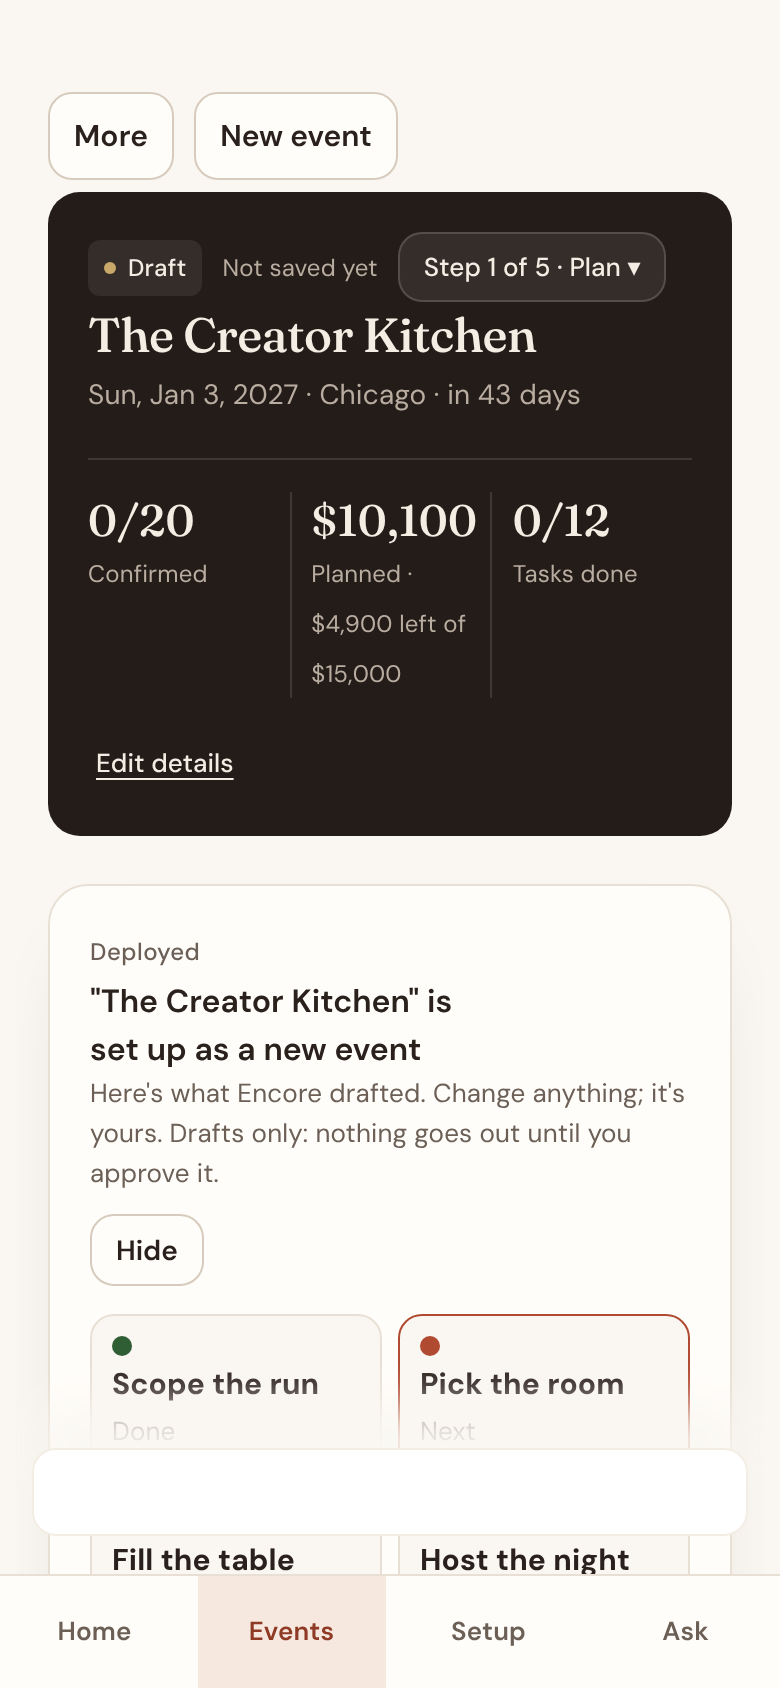 More
New event
Draft
Not saved yet
Step 1 of 5 · Plan ▾
The Creator Kitchen
Sun, Jan 3, 2027 · Chicago · in 43 days
0/20
Confirmed
$10,100
Planned ·
$4,900 left of
$15,000
0/12
Tasks done
Edit details
Deployed
"The Creator Kitchen" is
set up as a new event
Here's what Encore drafted. Change anything; it's
yours. Drafts only: nothing goes out until you
approve it.
Hide
Scope the run
Done
Pick the room
Next
Fill the table
Host the night
Home
Events
Setup
Ask